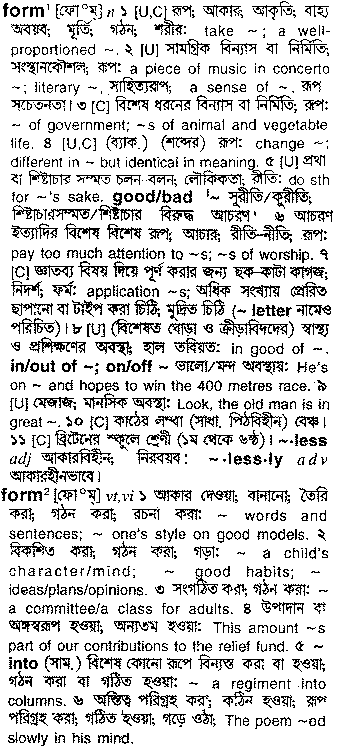 form¹ [ফোºম্] n ১ [U,C] রূপ, আকার, আকৃতি; বাহ্য
অবয়ব, মূর্তি, গঠন, শরীর: take ~; a well-
proportioned ~. ২ [U] সামগ্রিক বিন্যাস বা নির্মিতি,
সংস্থানকৌশল, রূপ: a piece of music in concerto
~; literary ~, সাহিত্যরূপ; a sense of ~. রূপ
সচেতনতা। ৩ [C] বিশেষ ধরনের বিন্যাস বা নির্মিতি, রূপ:
~ of government; ~s of animal and vegetable
life. ৪ [U,C] (ব্যাক.) (শব্দের) রূপ: change ~;
different in ~ but identical in meaning. ৫ [U] প্রথা
বা শিষ্টাচার সম্মত চলন-বলন; লৌকিকতা; রীতি: do sth
for ~'s sake. good/bad ~ সুরীতি/কুরীতি;
শিষ্টাচারসম্মত/শিষ্টাচার বিরুদ্ধ আচরণ। ৬ আচরণ
ইত্যাদির বিশেষ বিশেষ রূপ; আচার; রীতি-নীতি; রূপ:
pay too much attention to ~s; ~s of worship. ৭
[C] জ্ঞাতব্য বিষয় দিয়ে পূর্ণ করার জন্য ছক-কাটা কাগজ;
নিদর্শ, ফর্ম: application ~s; অধিক সংখ্যায় প্রেরিত
ছাপানো বা টাইপ করা চিঠি; মুদ্রিত চিঠি (~ letter নামেও
পরিচিত)। ৮ [U] (বিশেষত ঘোড়া ও ক্রীড়াবিদদের) স্বাস্থ্য
ও প্রশিক্ষণের অবস্থা; হাল তবিয়ত: in good of ~.
in/out of ~; on/off ~ ভালো/মন্দ অবস্থায়: He's
on ~ and hopes to win the 400 metres race. ৯
[U] মেজাজ; মানসিক অবস্থা: Look, the old man is in
great ~. ১০ [C] কাঠের লম্বা (সাধা. পিঠবিহীন) বেঞ্চ।
১১ [C] ব্রিটেনের স্কুলে শ্রেণী (১ম থেকে ৬ষ্ঠ)। ~·less
adj আকারবিহীন; নিরবয়ব: ~·less·ly adv
আকারহীনভাবে।
form² [ফোºম্] vt,vi ১ আকার দেওয়া; বানানো; তৈরি
করা; গঠন করা; রচনা করা: ~ words and
sentences; ~ one's style on good models. ২
বিকশিত করা; গঠন করা; গড়া: ~ a child's
character/mind; ~ good habits; ~
ideas/plans/opinions. ৩ সংগঠিত করা; গঠন করা: ~
a committee/a class for adults. ৪ উপাদান বা
অঙ্গস্বরূপ হওয়া; অন্যতম হওয়া: This amount ~s
part of our contributions to the relief fund. ৫ ~
into (সাম.) বিশেষ কোনো রূপে বিন্যস্ত করা বা হওয়া;
গঠন করা বা গঠিত হওয়া: ~ a regiment into
columns. ৬ অস্তিত্ব পরিগ্রহ করা; কঠিন হওয়া; রূপ
পরিগ্রহ করা; গঠিত হওয়া; গড়ে ওঠা; The poem ~ed
slowly in his mind.